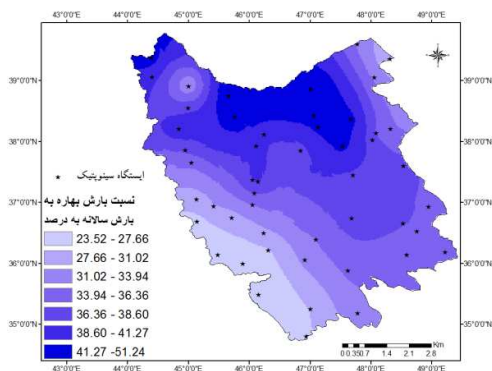 44°0'0"E 45°0'0"E 46°0'0"E 47°0'0"E 48°0'0"E 49°0'0"E
39°0'0"N 39°0'0"N
38°0'0"N 38°0'0"N
37°0'0"N 37°0'0"N
36°0'0"N 36°0'0"N
35°0'0"N 35°0'0"N
ایستگاه سینوپتیک
نسبت بارش بهاره به
بارش سالانه به درصد
23.52 - 27.66
27.66 - 31.02
31.02 - 33.94
33.94 - 36.36
36.36 - 38.60
38.60 - 41.27
41.27 - 51.24
Km
0 0.35 0.7 1.4 2.1 2.8
44°0'0"E 45°0'0"E 46°0'0"E 47°0'0"E 48°0'0"E 49°0'0"E